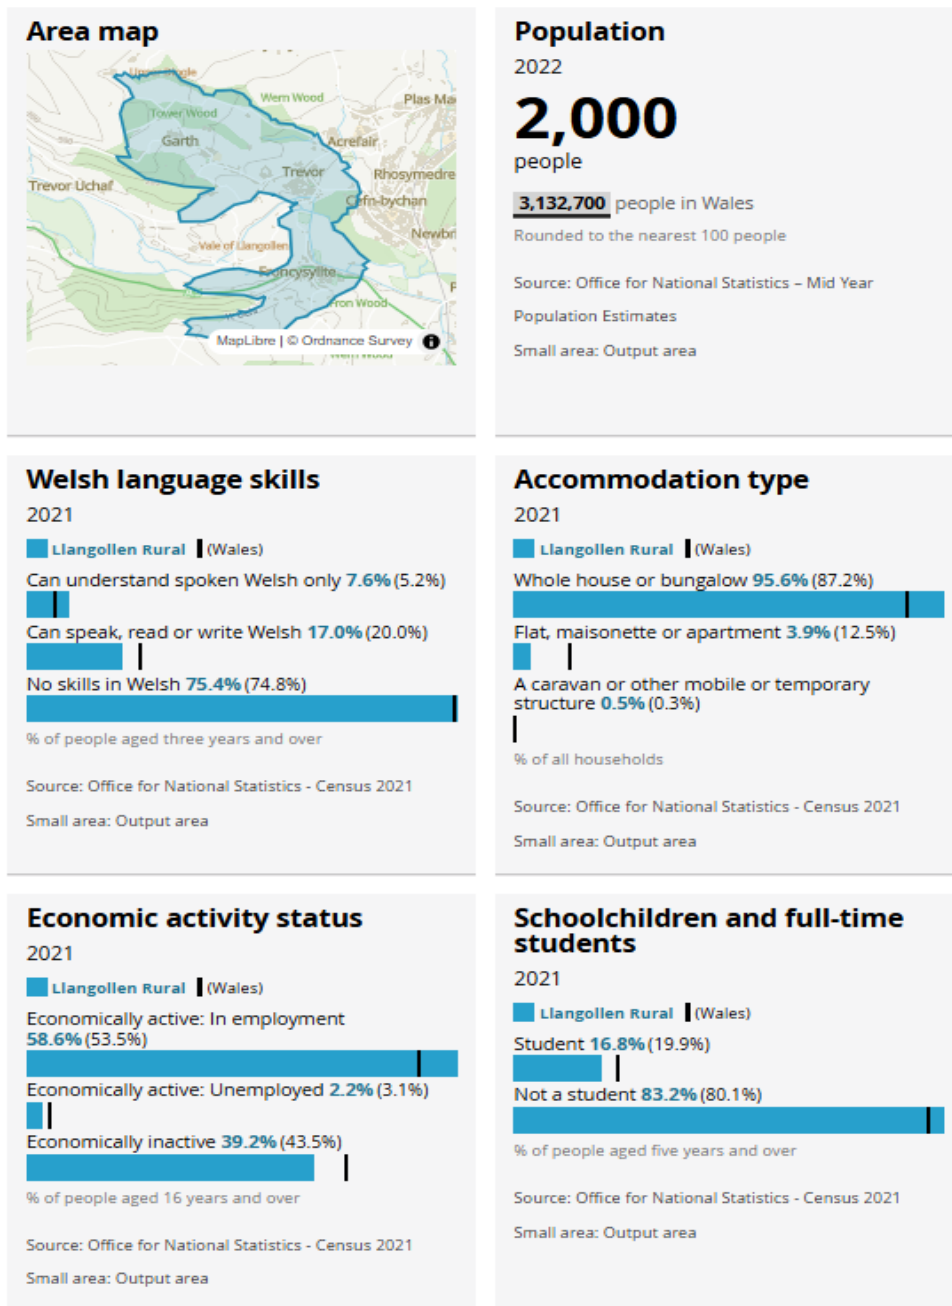 Area map
Wern Wood
Plas Ma
Tower Wood
Garth
Acrefair
Trevor
Rhosymedre
Trevor Uchaf
Cefn-bychan
Newbri
Vale of Llangollen
Froncysyllte
Fron Wood
MapLibre | © Ordnance Survey
Wern Wood
Population
2022
2,000
people
3,132,700 people in Wales
Rounded to the nearest 100 people
Source: Office for National Statistics – Mid Year
Population Estimates
Small area: Output area
Welsh language skills
2021
Llangollen Rural (Wales)
Can understand spoken Welsh only 7.6% (5.2%)
Can speak, read or write Welsh 17.0% (20.0%)
No skills in Welsh 75.4% (74.8%)
% of people aged three years and over
Source: Office for National Statistics - Census 2021
Small area: Output area
Accommodation type
2021
Llangollen Rural (Wales)
Whole house or bungalow 95.6% (87.2%)
Flat, maisonette or apartment 3.9% (12.5%)
A caravan or other mobile or temporary
structure 0.5% (0.3%)
% of all households
Source: Office for National Statistics - Census 2021
Small area: Output area
Economic activity status
2021
Llangollen Rural (Wales)
Economically active: In employment
58.6% (53.5%)
Economically active: Unemployed 2.2% (3.1%)
Economically inactive 39.2% (43.5%)
% of people aged 16 years and over
Source: Office for National Statistics - Census 2021
Small area: Output area
Schoolchildren and full-time
students
2021
Llangollen Rural (Wales)
Student 16.8% (19.9%)
Not a student 83.2% (80.1%)
% of people aged five years and over
Source: Office for National Statistics - Census 2021
Small area: Output area